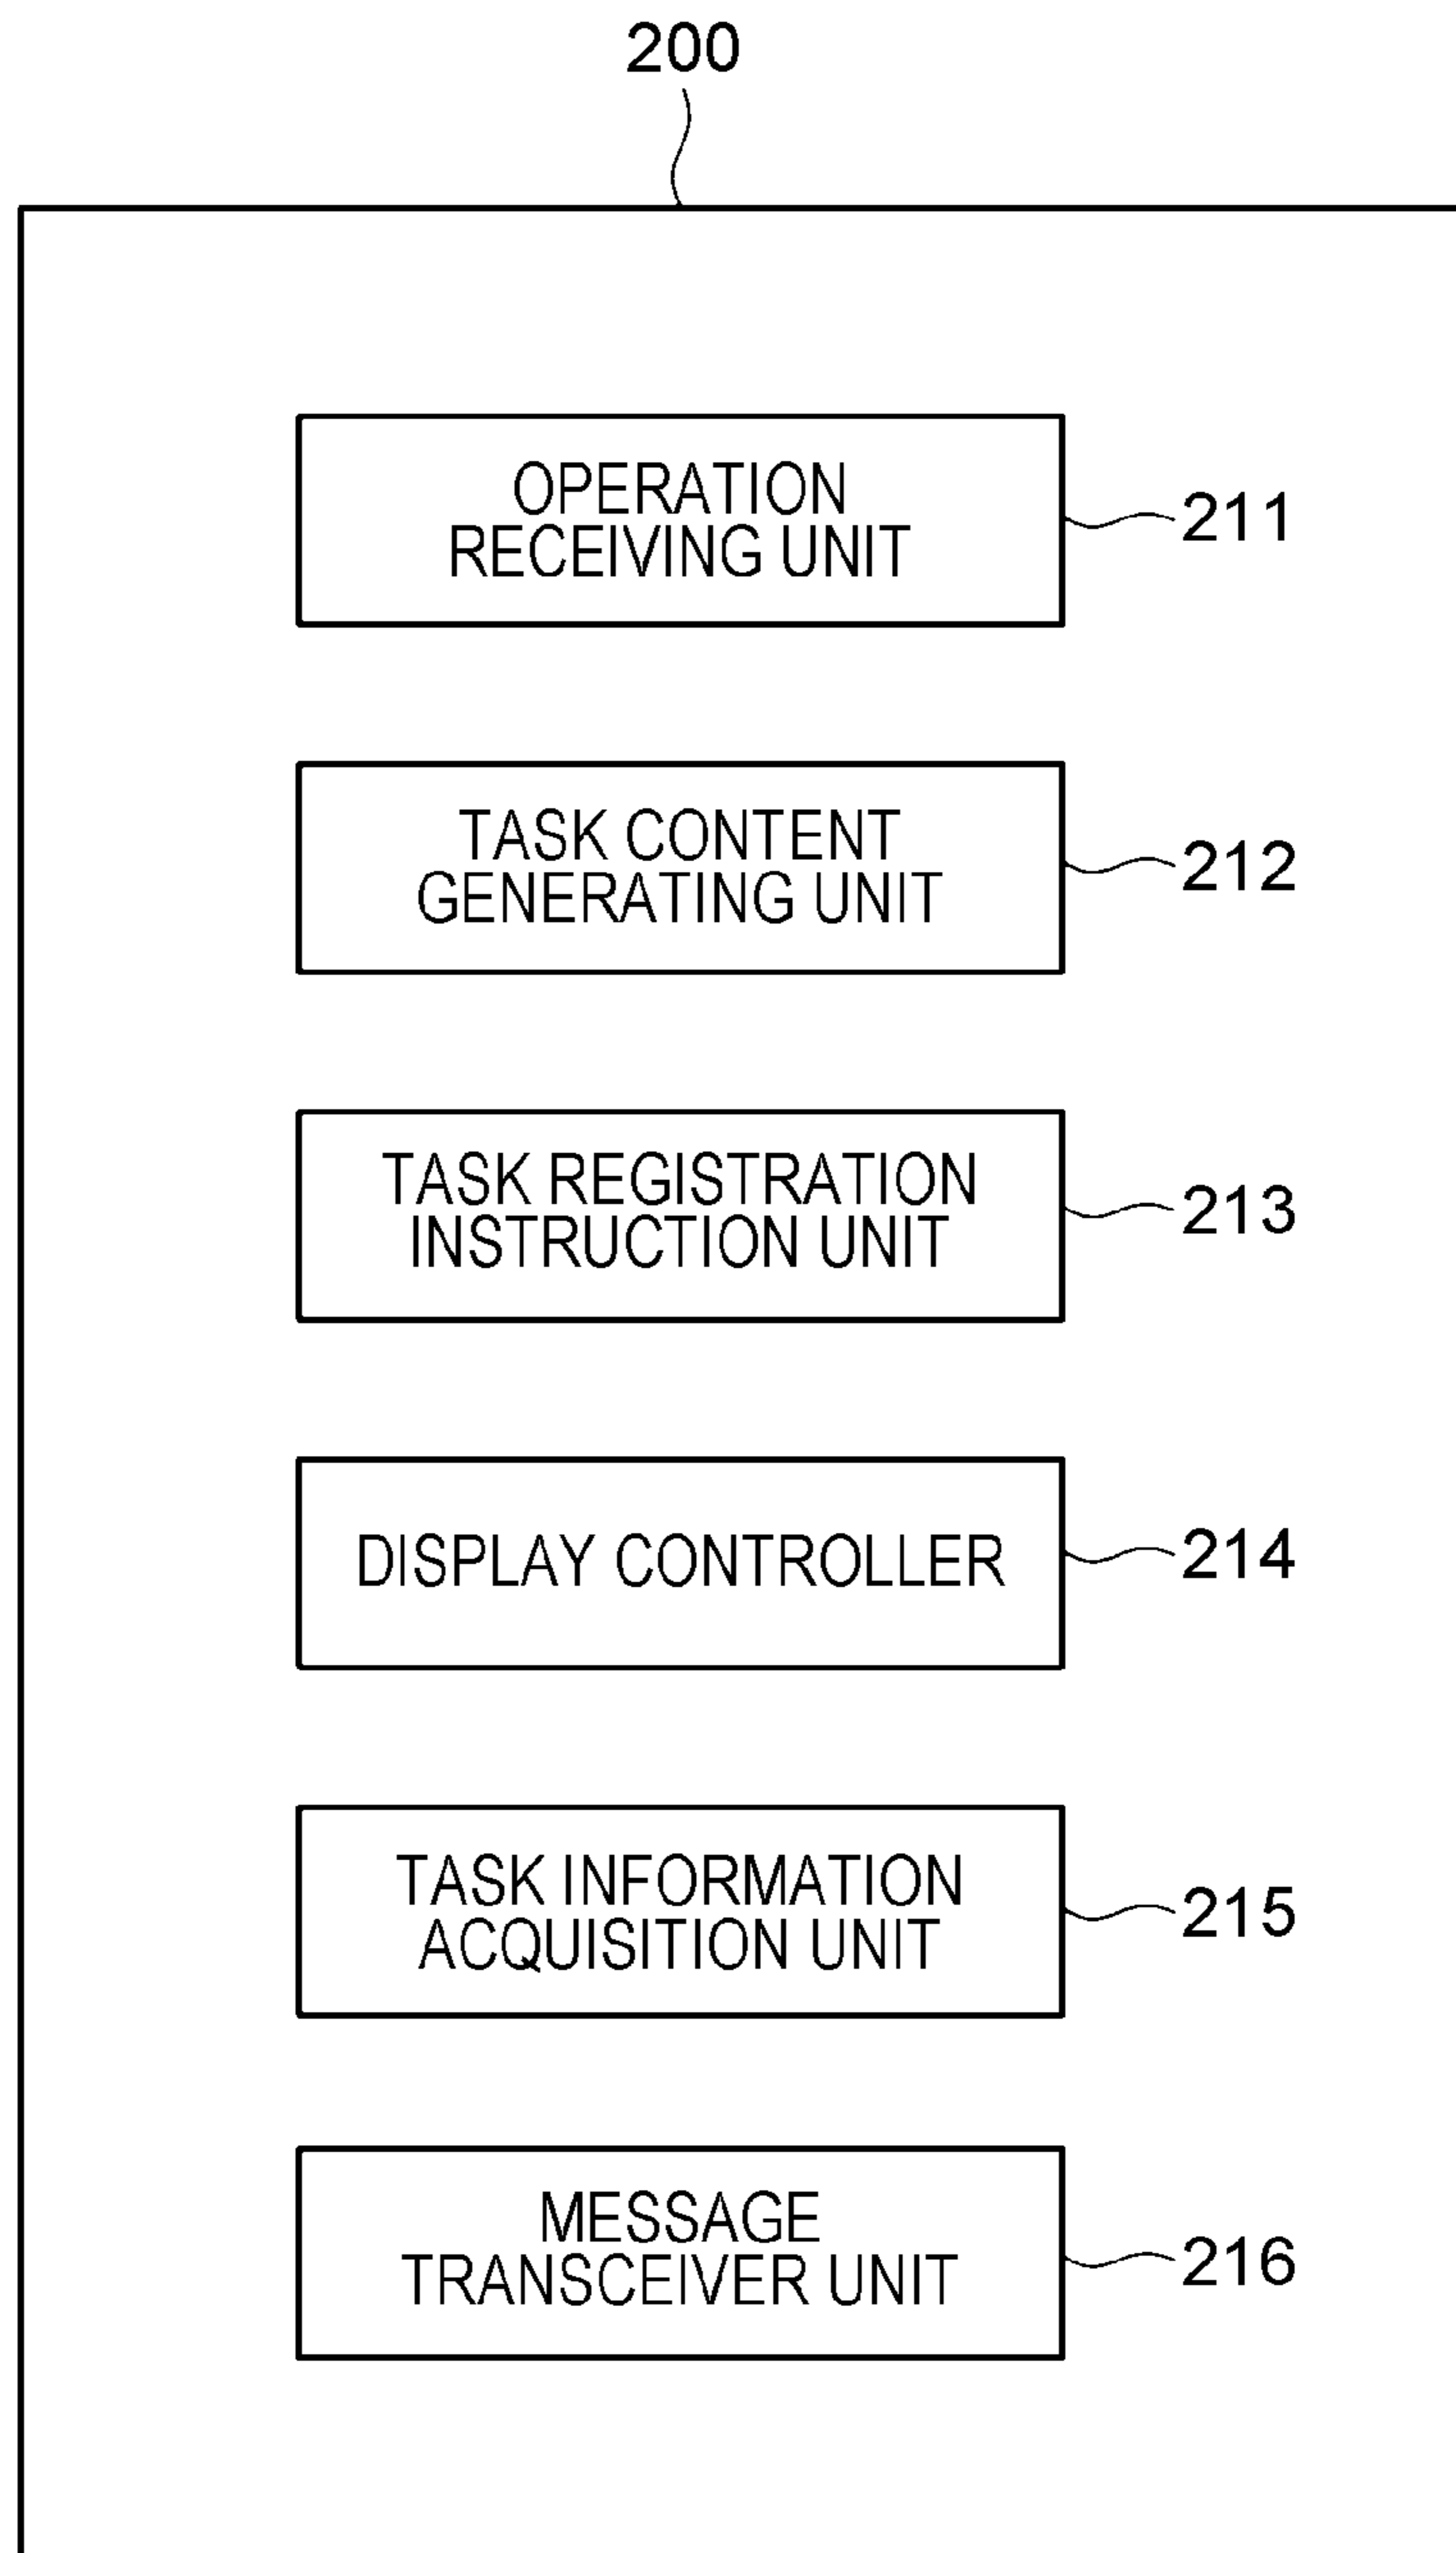 200
OPERATION
RECEIVING UNIT
211
TASK CONTENT
GENERATING UNIT
212
TASK REGISTRATION
INSTRUCTION UNIT
213
DISPLAY CONTROLLER
214
TASK INFORMATION
ACQUISITION UNIT
215
MESSAGE
TRANSCEIVER UNIT
216